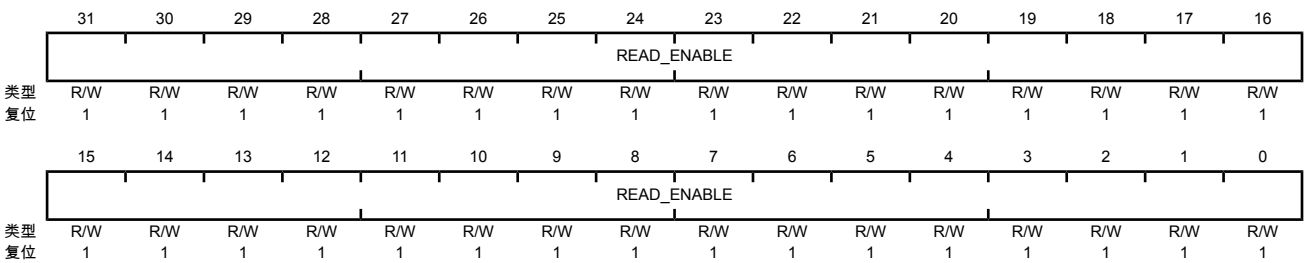 31 30 29 28 27 26 25 24 23 22 21 20 19 18 17 16
READ_ENABLE
类型 R/W R/W R/W R/W R/W R/W R/W R/W R/W R/W R/W R/W R/W R/W R/W R/W
复位 1 1 1 1 1 1 1 1 1 1 1 1 1 1 1 1
15 14 13 12 11 10 9 8 7 6 5 4 3 2 1 0
READ_ENABLE
类型 R/W R/W R/W R/W R/W R/W R/W R/W R/W R/W R/W R/W R/W R/W R/W R/W
复位 1 1 1 1 1 1 1 1 1 1 1 1 1 1 1 1